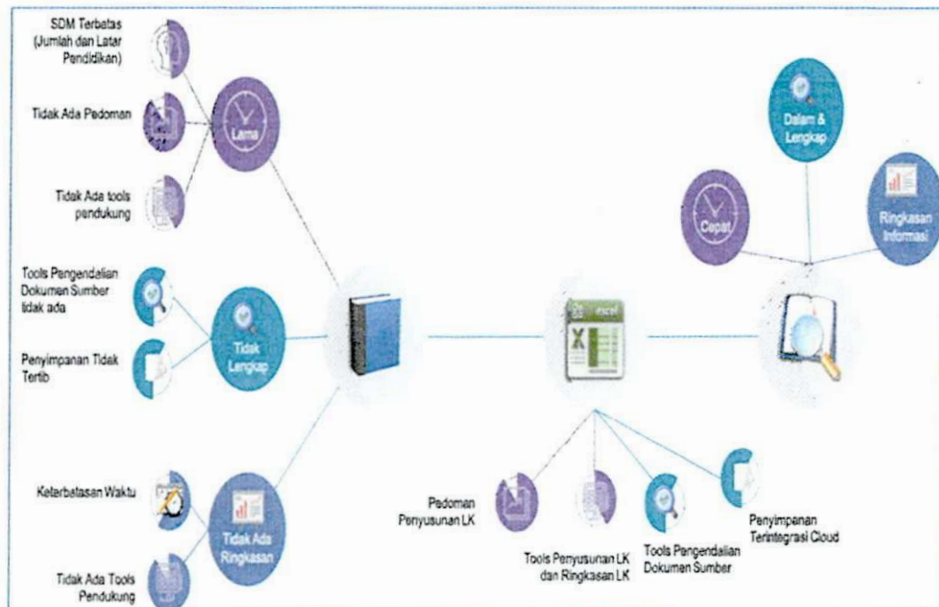 SDM Terbatas
(Jumlah dan Latar
Pendidikan)
Tidak Ada Pedoman
Lama
Tidak Ada tools
pendukung
Tools Pengendalian
Dokumen Sumber
tidak ada
Tidak
Lengkap
Penyimpanan Tidak
Tertib
Keterbatasan Waktu
Tidak Ada
Ringkasan
Tidak Ada Tools
Pendukung
excel
Pedoman
Penyusunan LK
Tools Penyusunan LK
dan Ringkasan LK
Tools Pengendalian
Dokumen Sumber
Penyimpanan
Terintegrasi Cloud
Dalam &
Lengkap
Cepat
Ringkasan
Informasi